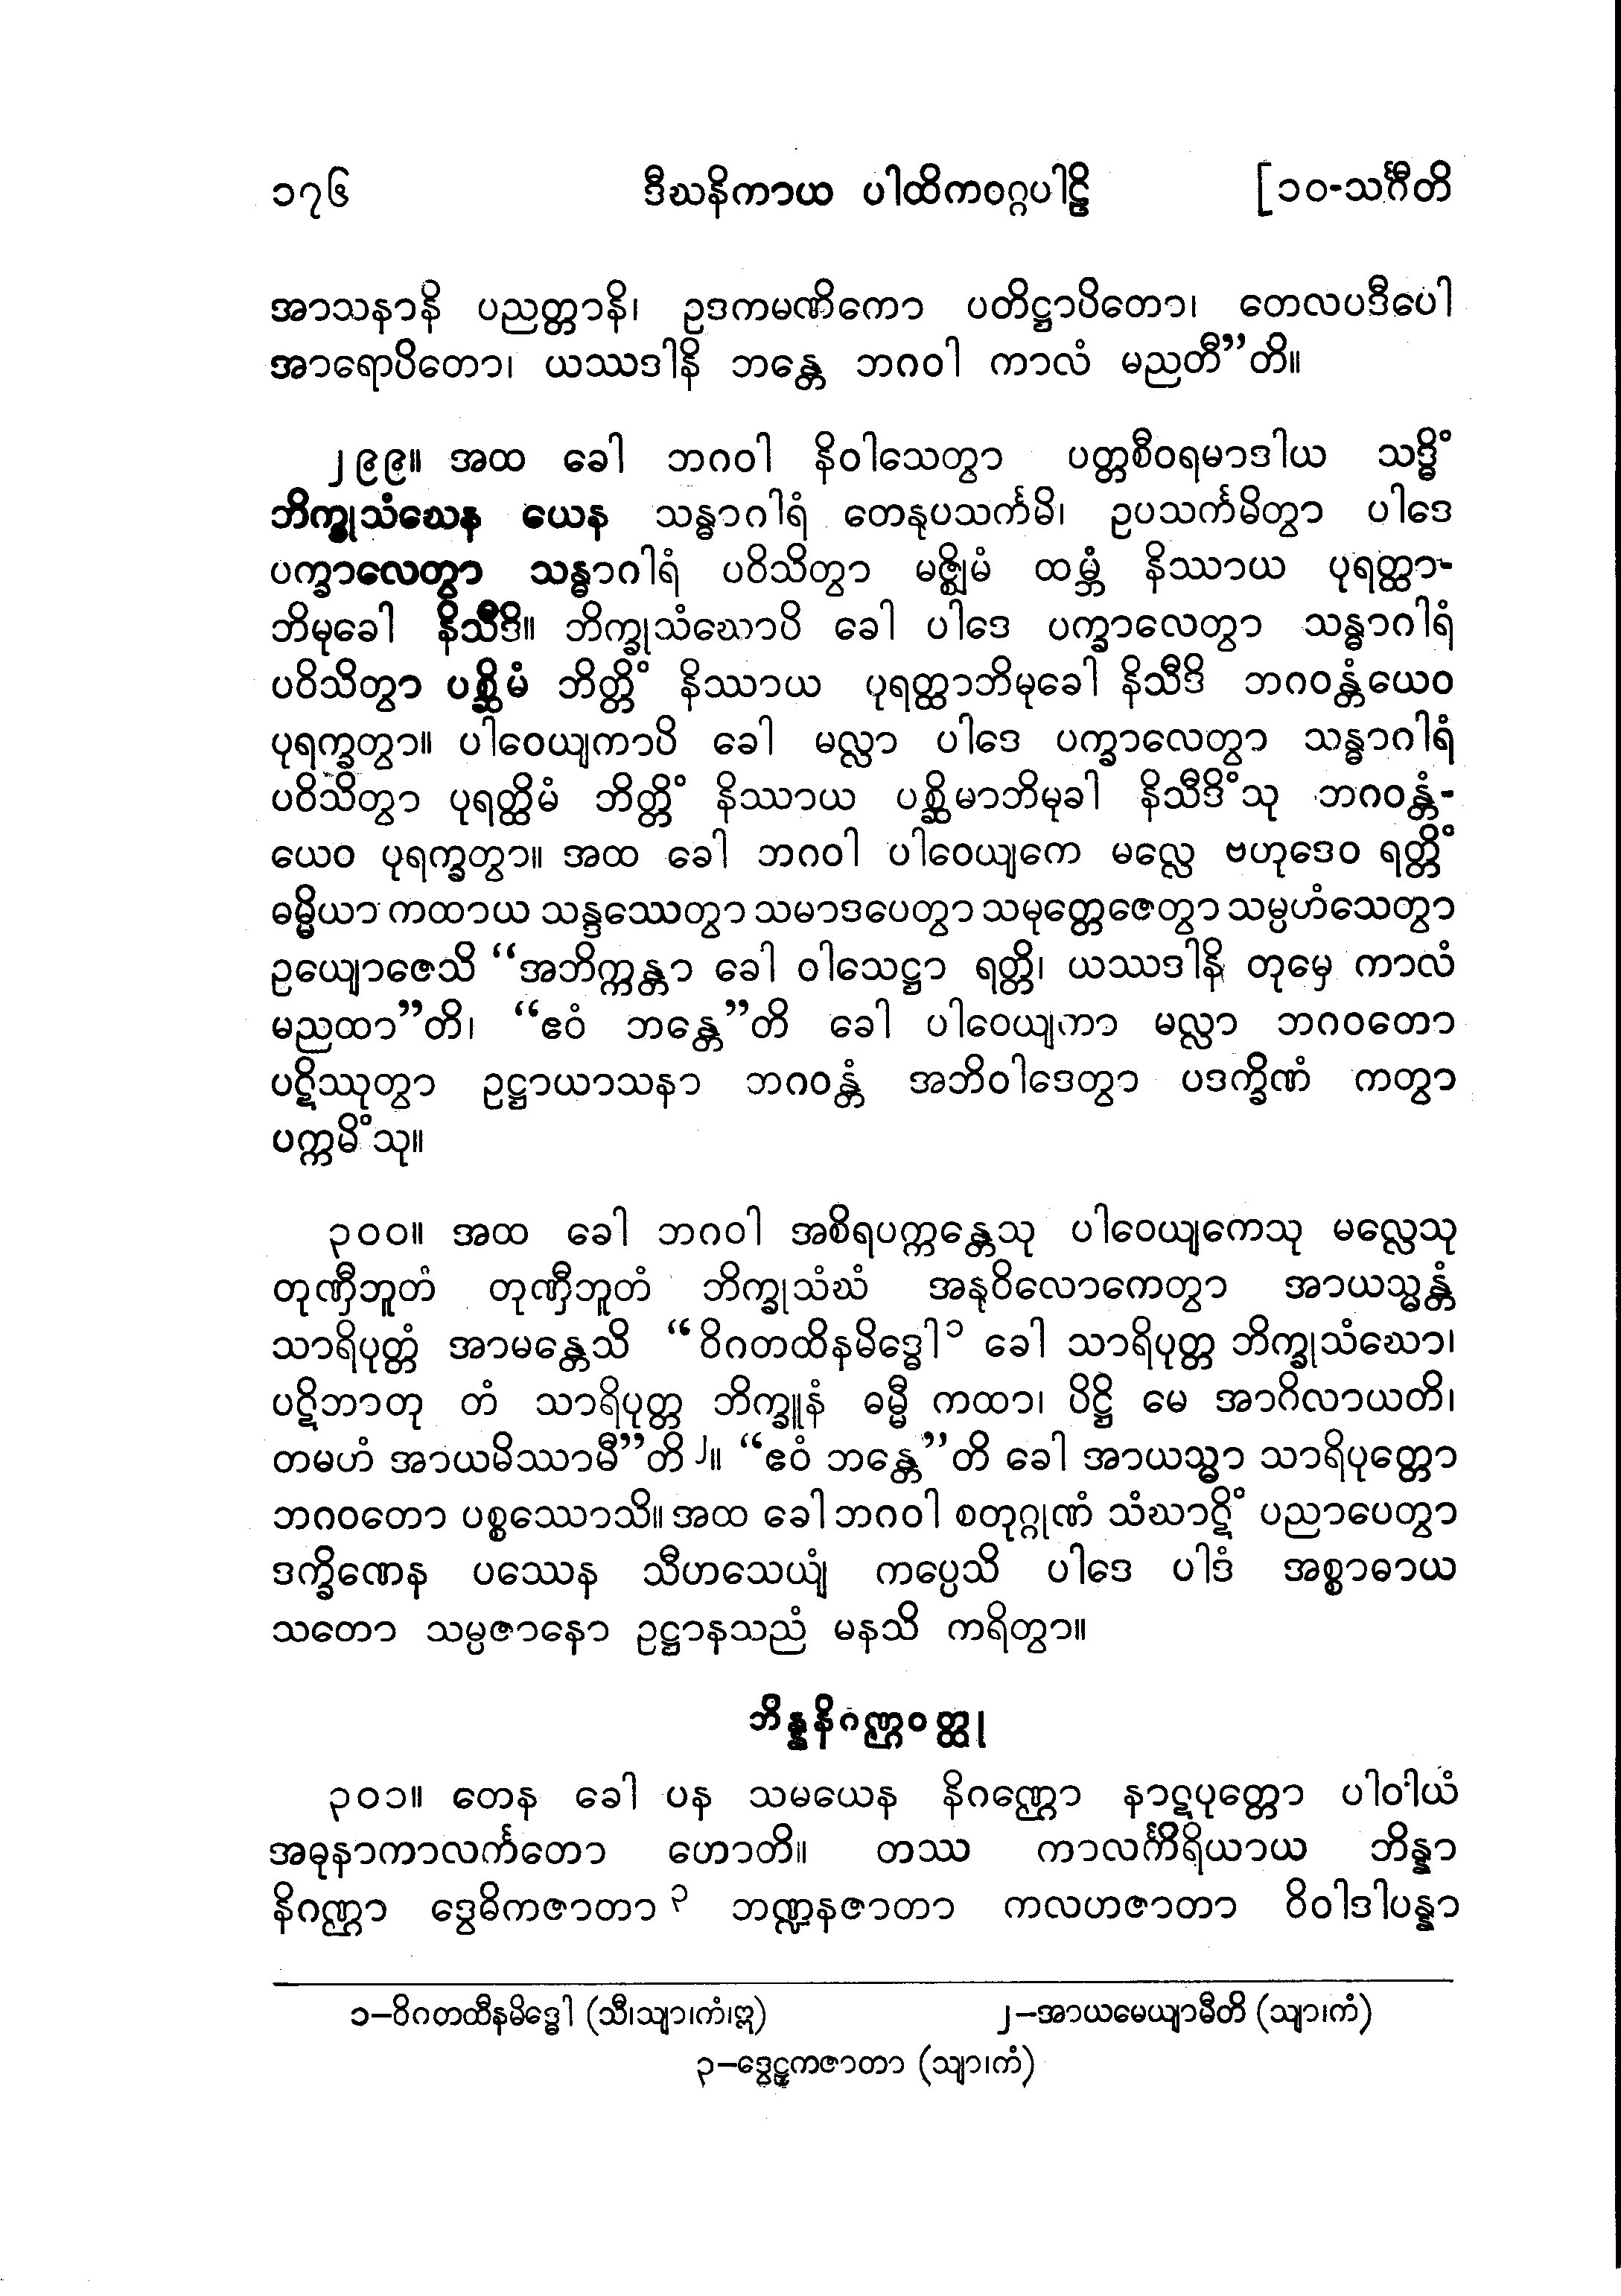 ၁၇၆ ဒီဃနိကာယ ပါထိကဝဂ္ဂပါဠိ [၁၀-သင်္ဂီတိ
အာသနာနိ ပညတ္တာနိ၊ ဥဒကမဏိကော ပတိဋ္ဌာပိတော၊ တေလပဒီပေါ
အာရောပိတော၊ ယဿဒါနိ ဘန္တေ ဘဂဝါ ကာလံ မညတီ”တိ။
၂၉၉။ အထ ခေါ ဘဂဝါ နိဝါသေတွာ ပတ္တစီဝရမာဒါယ သဒ္ဓိံ
ဘိက္ခုသံဃေန ယေန သန္ဓာဂါရံ တေနုပသင်္ကမိ၊ ဥပသင်္ကမိတွာ ပါဒေ
ပက္ခာလေတွာ သန္ဓာဂါရံ ပဝိသိတွာ မဇ္ဈိမံ ထမ္ဘံ နိဿာယ ပုရတ္ထာ-
ဘိမုခေါ နိသီဒိ။ ဘိက္ခုသံဃောပိ ခေါ ပါဒေ ပက္ခာလေတွာ သန္ဓာဂါရံ
ပဝိသိတွာ ပစ္ဆိမံ ဘိတ္တိံ နိဿာယ ပုရတ္ထာဘိမုခေါ နိသီဒိ ဘဂဝန္တံယေဝ
ပုရက္ခတွာ။ ပါဝေယျကာပိ ခေါ မလ္လာ ပါဒေ ပက္ခာလေတွာ သန္ဓာဂါရံ
ပဝိသိတွာ ပုရတ္ထိမံ ဘိတ္တိံ နိဿာယ ပစ္ဆိမာဘိမုခါ နိသီဒိံသု ဘဂဝန္တံ-
ယေဝ ပုရက္ခတွာ။ အထ ခေါ ဘဂဝါ ပါဝေယျကေ မလ္လေ ဗဟုဒေဝ ရတ္တိံ
ဓမ္မိယာ ကထာယ သန္ဒဿေတွာ သမာဒပေတွာ သမုတ္တေဇေတွာ သမ္ပဟံသေတွာ
ဥယျောဇေသိ “အဘိက္ကန္တာ ခေါ ဝါသေဋ္ဌာ ရတ္တိ၊ ယဿဒါနိ တုမှေ ကာလံ
မညထာ”တိ၊ “ဧဝံ ဘန္တေ”တိ ခေါ ပါဝေယျကာ မလ္လာ ဘဂဝတော
ပဋိဿုတွာ ဥဋ္ဌာယာသနာ ဘဂဝန္တံ အဘိဝါဒေတွာ ပဒက္ခိဏံ ကတွာ
ပက္ကမိံသု။
၃၀၀။ အထ ခေါ ဘဂဝါ အစိရပက္ကန္တေသု ပါဝေယျကေသု မလ္လေသု
တုဏှီဘူတံ တုဏှီဘူတံ ဘိက္ခုသံဃံ အနုဝိလောကေတွာ အာယသ္မန္တံ
သာရိပုတ္တံ အာမန္တေသိ “ဝိဂတထိနမိဒ္ဓေါ၁ ခေါ သာရိပုတ္တ ဘိက္ခုသံဃော၊
ပဋိဘာတု တံ သာရိပုတ္တ ဘိက္ခူနံ ဓမ္မီ ကထာ၊ ပိဋ္ဌိ မေ အာဂိလာယတိ၊
တမဟံ အာယမိဿာမီ”တိ၂။ “ဧဝံ ဘန္တေ”တိ ခေါ အာယသ္မာ သာရိပုတ္တော
ဘဂဝတော ပစ္စဿောသိ။ အထ ခေါ ဘဂဝါ စတုဂ္ဂုဏံ သံဃာဋိံ ပညာပေတွာ
ဒက္ခိဏေန ပဿေန သီဟသေယျံ ကပ္ပေသိ ပါဒေ ပါဒံ အစ္စာဓာယ
သတော သမ္ပဇာနော ဥဋ္ဌာနသညံ မနသိ ကရိတွာ။
ဘိန္နနိဂဏ္ဌဝတ္ထု
၃၀၁။ တေန ခေါ ပန သမယေန နိဂဏ္ဌော နာဋပုတ္တော ပါဝါယံ
အဓုနာကာလင်္ကတော ဟောတိ။ တဿ ကာလင်္ကိရိယာယ ဘိန္နာ
နိဂဏ္ဌာ ဒွေဓိကဇာတာ၃ ဘဏ္ဍနဇာတာ ကလဟဇာတာ ဝိဝါဒါပန္နာ
၁–ဝိဂတထီနမိဒ္ဓေါ (သီ၊သျာ၊ကံ၊ဣ) ၂–အာယမေယျာမီတိ (သျာ၊ကံ)
၃–ဒွေဠှကဇာတာ (သျာ၊ကံ)